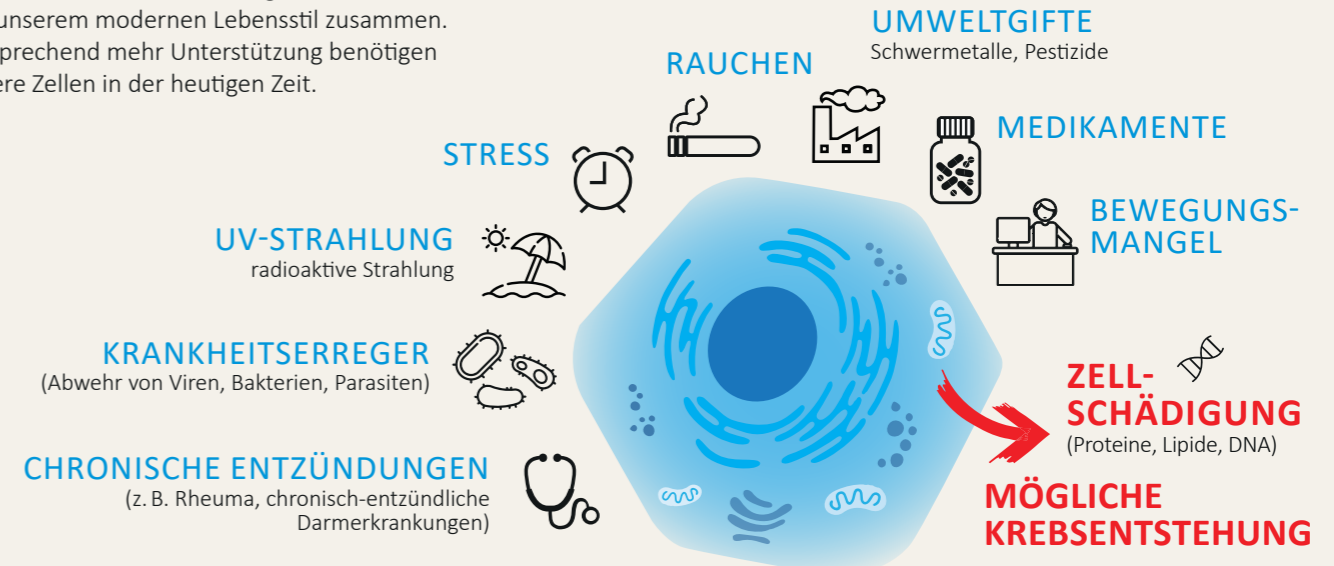 unserem modernen Lebensstil zusammen.
mehr Unterstützung benötigen
Zellen in der heutigen Zeit.
UMWELTGIFTE
Schwermetalle, Pestizide
RAUCHEN
MEDIKAMENTE
STRESS
BEWEGUNGS-
MANGEL
UV-STRAHLUNG
radioaktive Strahlung
KRANKHEITSERREGER
(Abwehr von Viren, Bakterien, Parasiten)
ZELL-
SCHÄDIGUNG
(Proteine, Lipide, DNA)
CHRONISCHE ENTZÜNDUNGEN
(z. B. Rheuma, chronisch-entzündliche
Darmerkrankungen)
MÖGLICHE
KREBSENTSTEHUNG